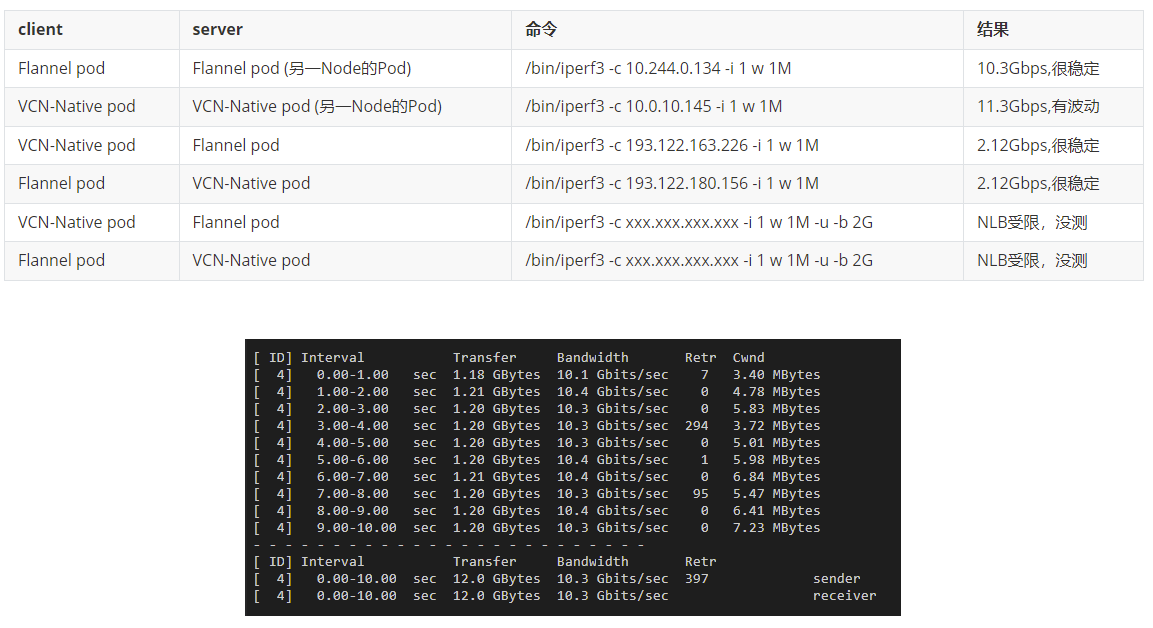 client server 命令 结果
Flannel pod Flannel pod (另一Node的Pod) /bin/iperf3 -c 10.244.0.134 -i 1 w 1M 10.3Gbps,很稳定
VCN-Native pod VCN-Native pod (另一Node的Pod) /bin/iperf3 -c 10.0.10.145 -i 1 w 1M 11.3Gbps,有波动
VCN-Native pod Flannel pod /bin/iperf3 -c 193.122.163.226 -i 1 w 1M 2.12Gbps,很稳定
Flannel pod VCN-Native pod /bin/iperf3 -c 193.122.180.156 -i 1 w 1M 2.12Gbps,很稳定
VCN-Native pod Flannel pod /bin/iperf3 -c xxx.xxx.xxx.xxx -i 1 w 1M -u -b 2G NLB受限，没测
Flannel pod VCN-Native pod /bin/iperf3 -c xxx.xxx.xxx.xxx -i 1 w 1M -u -b 2G NLB受限，没测
[ ID] Interval Transfer Bandwidth Retr Cwnd
[ 4] 0.00-1.00 sec 1.18 GBytes 10.1 Gbits/sec 7 3.40 MBytes
[ 4] 1.00-2.00 sec 1.21 GBytes 10.4 Gbits/sec 0 4.78 MBytes
[ 4] 2.00-3.00 sec 1.20 GBytes 10.3 Gbits/sec 0 5.83 MBytes
[ 4] 3.00-4.00 sec 1.20 GBytes 10.3 Gbits/sec 294 3.72 MBytes
[ 4] 4.00-5.00 sec 1.20 GBytes 10.3 Gbits/sec 0 5.01 MBytes
[ 4] 5.00-6.00 sec 1.20 GBytes 10.4 Gbits/sec 1 5.98 MBytes
[ 4] 6.00-7.00 sec 1.21 GBytes 10.4 Gbits/sec 0 6.84 MBytes
[ 4] 7.00-8.00 sec 1.20 GBytes 10.3 Gbits/sec 95 5.47 MBytes
[ 4] 8.00-9.00 sec 1.20 GBytes 10.4 Gbits/sec 0 6.41 MBytes
[ 4] 9.00-10.00 sec 1.20 GBytes 10.3 Gbits/sec 0 7.23 MBytes
- - - - - - - - - - - - - - - - - - - - - - - - -
[ ID] Interval Transfer Bandwidth Retr
[ 4] 0.00-10.00 sec 12.0 GBytes 10.3 Gbits/sec 397 sender
[ 4] 0.00-10.00 sec 12.0 GBytes 10.3 Gbits/sec receiver